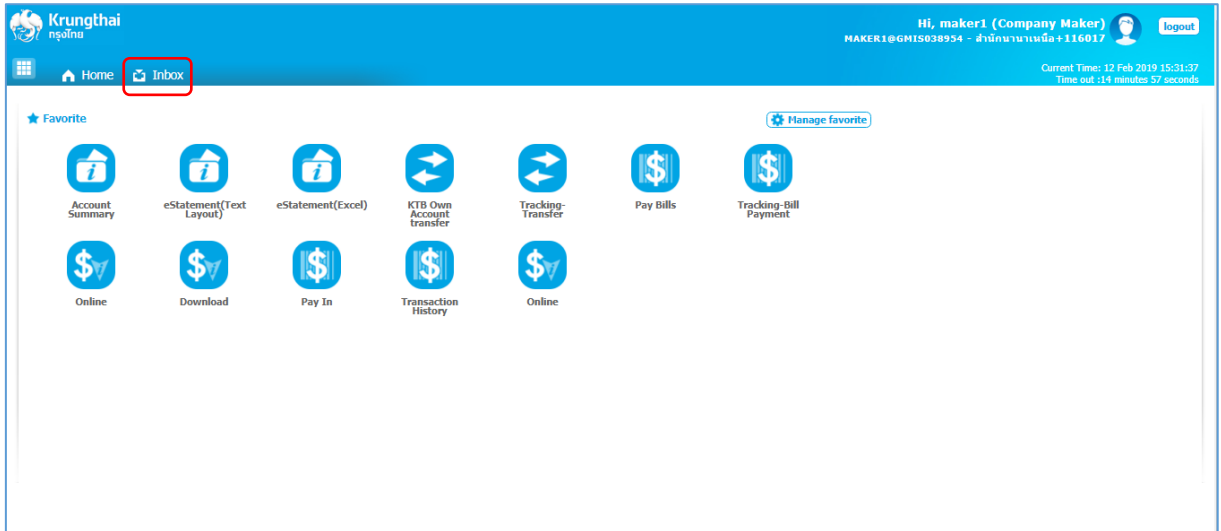 Krungthai
กรุงไทย
Hi, maker1 (Company Maker)
MAKER1@GMIS038954 - สำนักนานาเหนือ+116017
logout
Home
Inbox
Current Time: 12 Feb 2019 15:31:37
Time out :14 minutes 57 seconds
Favorite
Manage favorite
Account
Summary
eStatement(Text
Layout)
eStatement(Excel)
KTB Own
Account
transfer
Tracking-
Transfer
Pay Bills
Tracking-Bill
Payment
Online
Download
Pay In
Transaction
History
Online